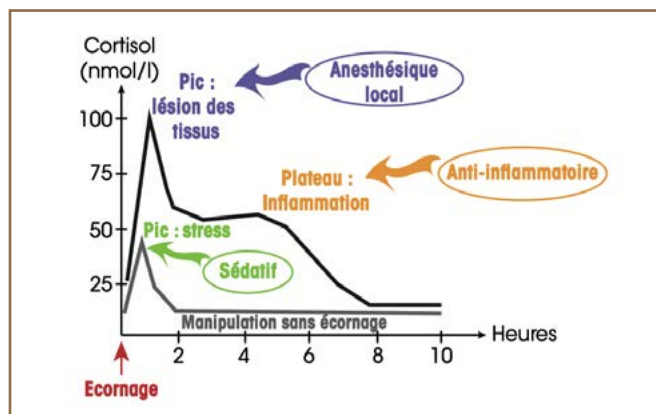 Cortisol
(nmol/l)
Pic :
lésion des
tissus
Anesthésique
local
100
75
50
25
Plateau :
Inflammation
Anti-inflammatoire
Pic : stress
Sédatif
Manipulation sans écornage
2
4
6
8
10
Heures
Ecornage